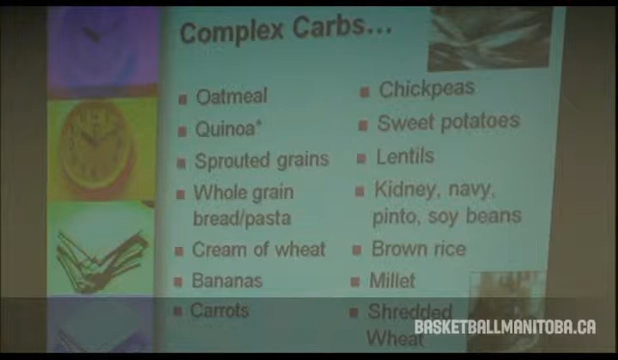 Complex Carbs...
Oatmeal
Quinoa*
Sprouted grains
Whole grain
bread/pasta
Cream of wheat
Bananas
Carrots
Chickpeas
Sweet potatoes
Lentils
Kidney, navy,
pinto, soy beans
Brown rice
Millet
Shredded
Wheat
BASKETBALLMANITOBA.CA